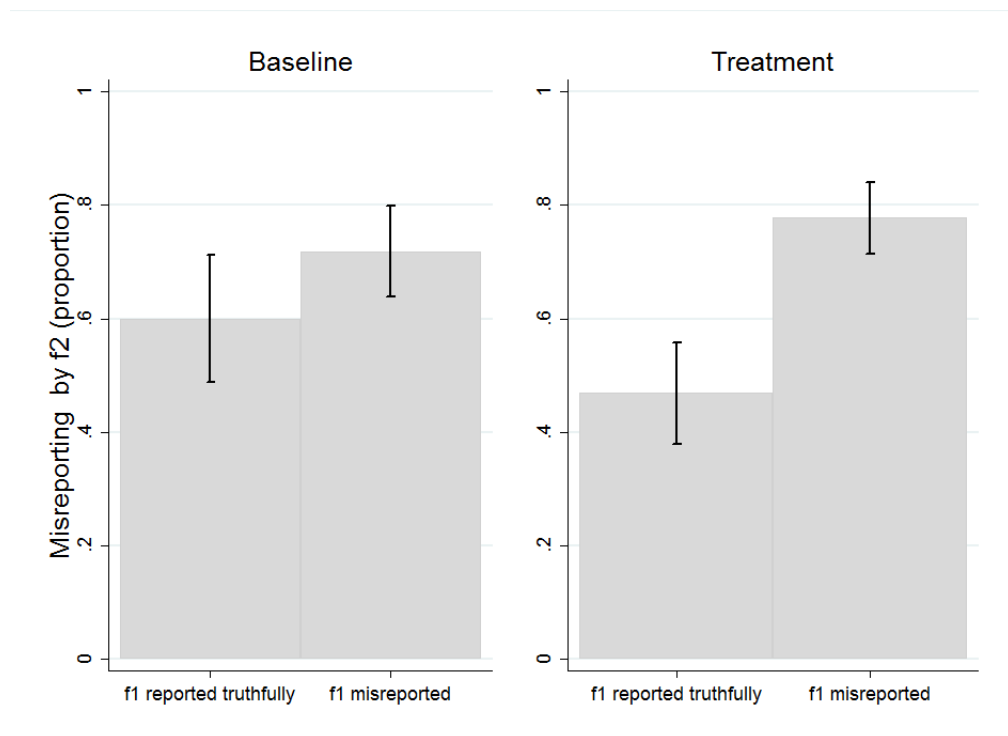 Baseline
Treatment
Misreporting  by f2 (proportion)
1
.8
.6
.4
.2
0
f1 reported truthfully
f1 misreported
1
.8
.6
.4
.2
0
f1 reported truthfully
f1 misreported